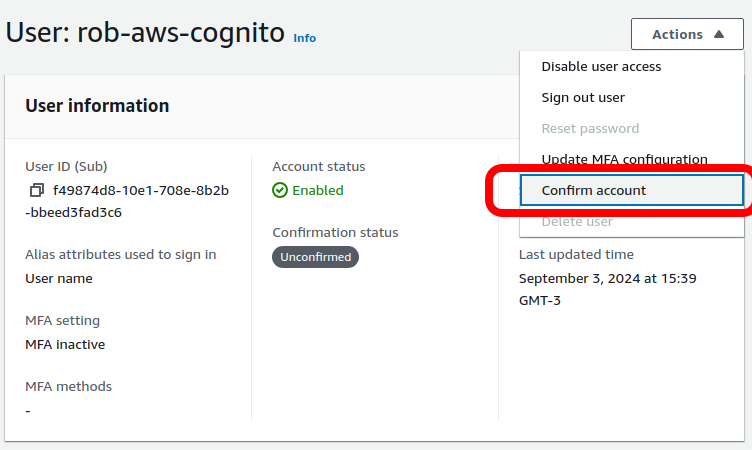 User: rob-aws-cognito Info
Actions
Disable user access
Sign out user
Reset password
Update MFA configuration
Confirm account
Delete user
User information
User ID (Sub)
f49874d8-10e1-708e-8b2b
-bbeed3fad3c6
Alias attributes used to sign in
User name
MFA setting
MFA inactive
MFA methods
-
Account status
Enabled
Confirmation status
Unconfirmed
Last updated time
September 3, 2024 at 15:39
GMT-3